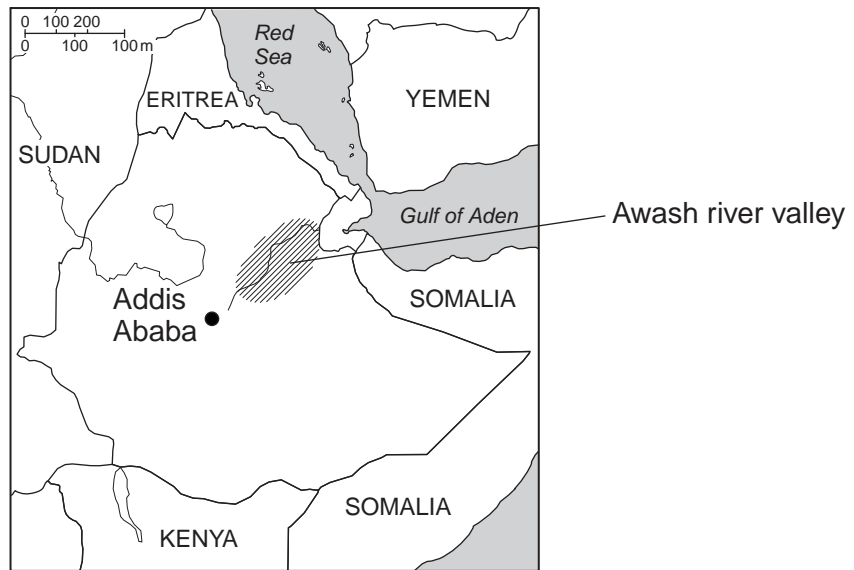 0 100 200
0 100 100 m
Red
Sea
ERITREA
YEMEN
SUDAN
Gulf of Aden
Awash river valley
Addis
Ababa
SOMALIA
SOMALIA
KENYA